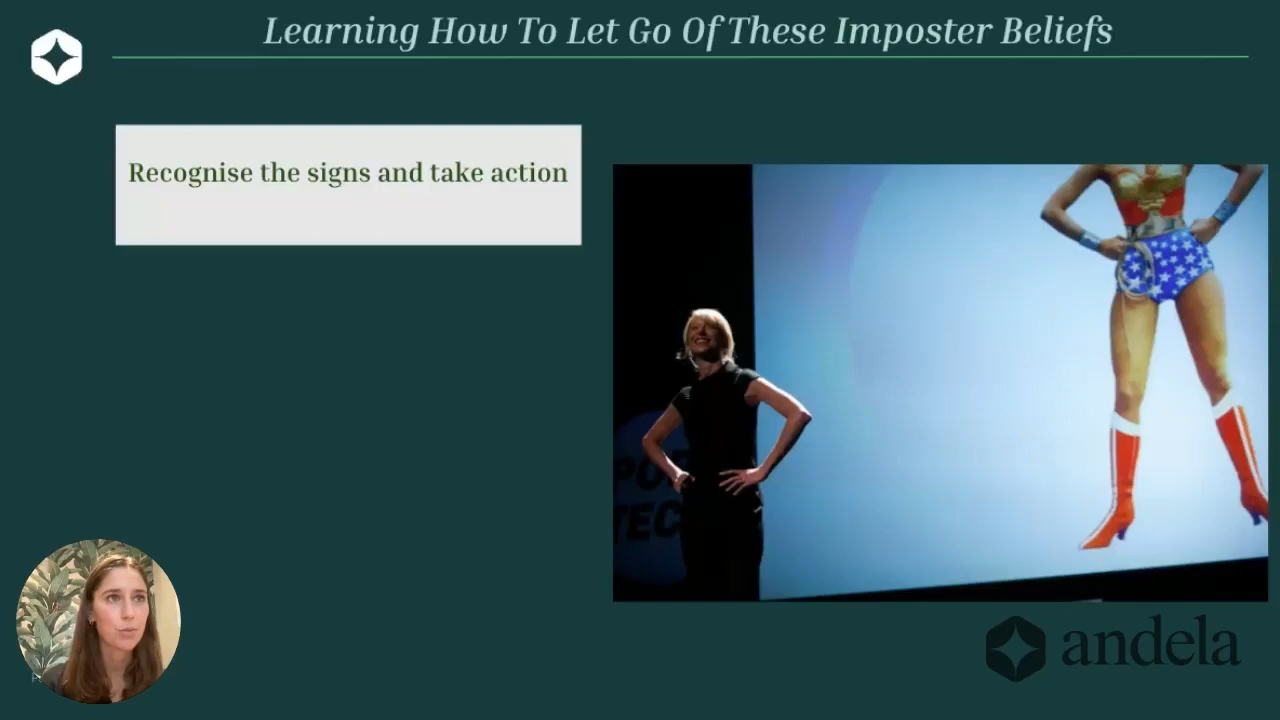 Learning How To Let Go Of These Imposter Beliefs
Recognise the signs and take action
andela